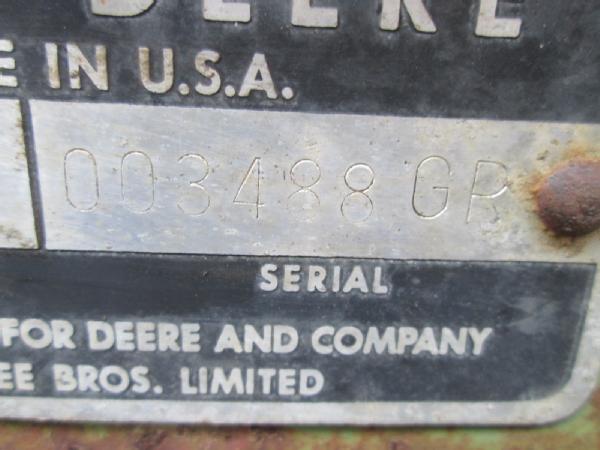 DEERE
E IN U.S.A.
003488 GR
SERIAL
FOR DEERE AND COMPANY
EE BROS. LIMITED